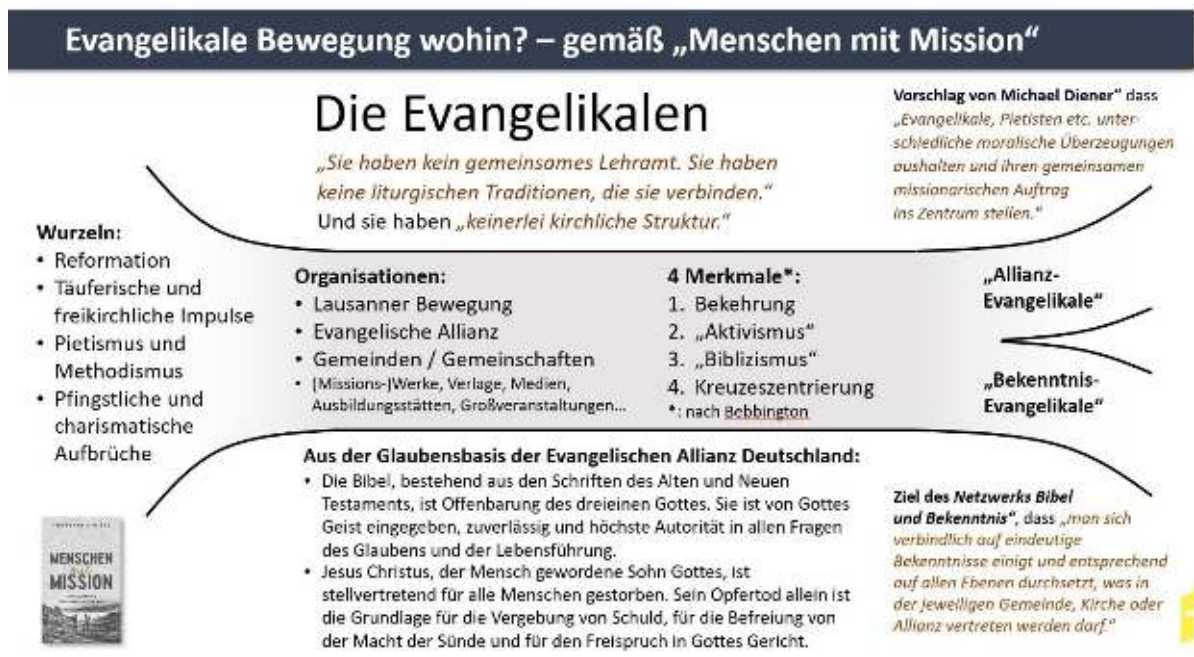 Evangelikale Bewegung wohin? – gemäß „Menschen mit Mission“
Die Evangelikalen
„Sie haben kein gemeinsames Lehramt. Sie haben
keine liturgischen Traditionen, die sie verbinden.“
Und sie haben „keinerlei kirchliche Struktur.“
Vorschlag von Michael Diener“ dass
„Evangelikale, Pietisten etc. unter-
schiedliche moralische Überzeugungen
aushalten und ihren gemeinsamen
missionarischen Auftrag
ins Zentrum stellen.“
Wurzeln:
• Reformation
• Täuferische und
freikirchliche Impulse
• Pietismus und
Methodismus
• Pfingstliche und
charismatische
Aufbrüche
Organisationen:
• Lausanner Bewegung
• Evangelische Allianz
• Gemeinden / Gemeinschaften
• (Missions-)Werke, Verlage, Medien,
Ausbildungsstätten, Großveranstaltungen...
4 Merkmale*:
1. Bekehrung
2. „Aktivismus“
3. „Biblizismus“
4. Kreuzeszentrierung
*: nach Bebbington
„Allianz-
Evangelikale“
„Bekenntnis-
Evangelikale“
Aus der Glaubensbasis der Evangelischen Allianz Deutschland:
• Die Bibel, bestehend aus den Schriften des Alten und Neuen
Testaments, ist Offenbarung des dreieinen Gottes. Sie ist von Gottes
Geist eingegeben, zuverlässig und höchste Autorität in allen Fragen
des Glaubens und der Lebensführung.
• Jesus Christus, der Mensch gewordene Sohn Gottes, ist
stellvertretend für alle Menschen gestorben. Sein Opfertod allein ist
die Grundlage für die Vergebung von Schuld, für die Befreiung von
der Macht der Sünde und für den Freispruch in Gottes Gericht.
Ziel des Netzwerks Bibel
und Bekenntnis“, dass „man sich
verbindlich auf eindeutige
Bekenntnisse einigt und entsprechend
auf allen Ebenen durchsetzt, was in
der jeweiligen Gemeinde, Kirche oder
Allianz vertreten werden darf.“
MENSCHEN
MISSION